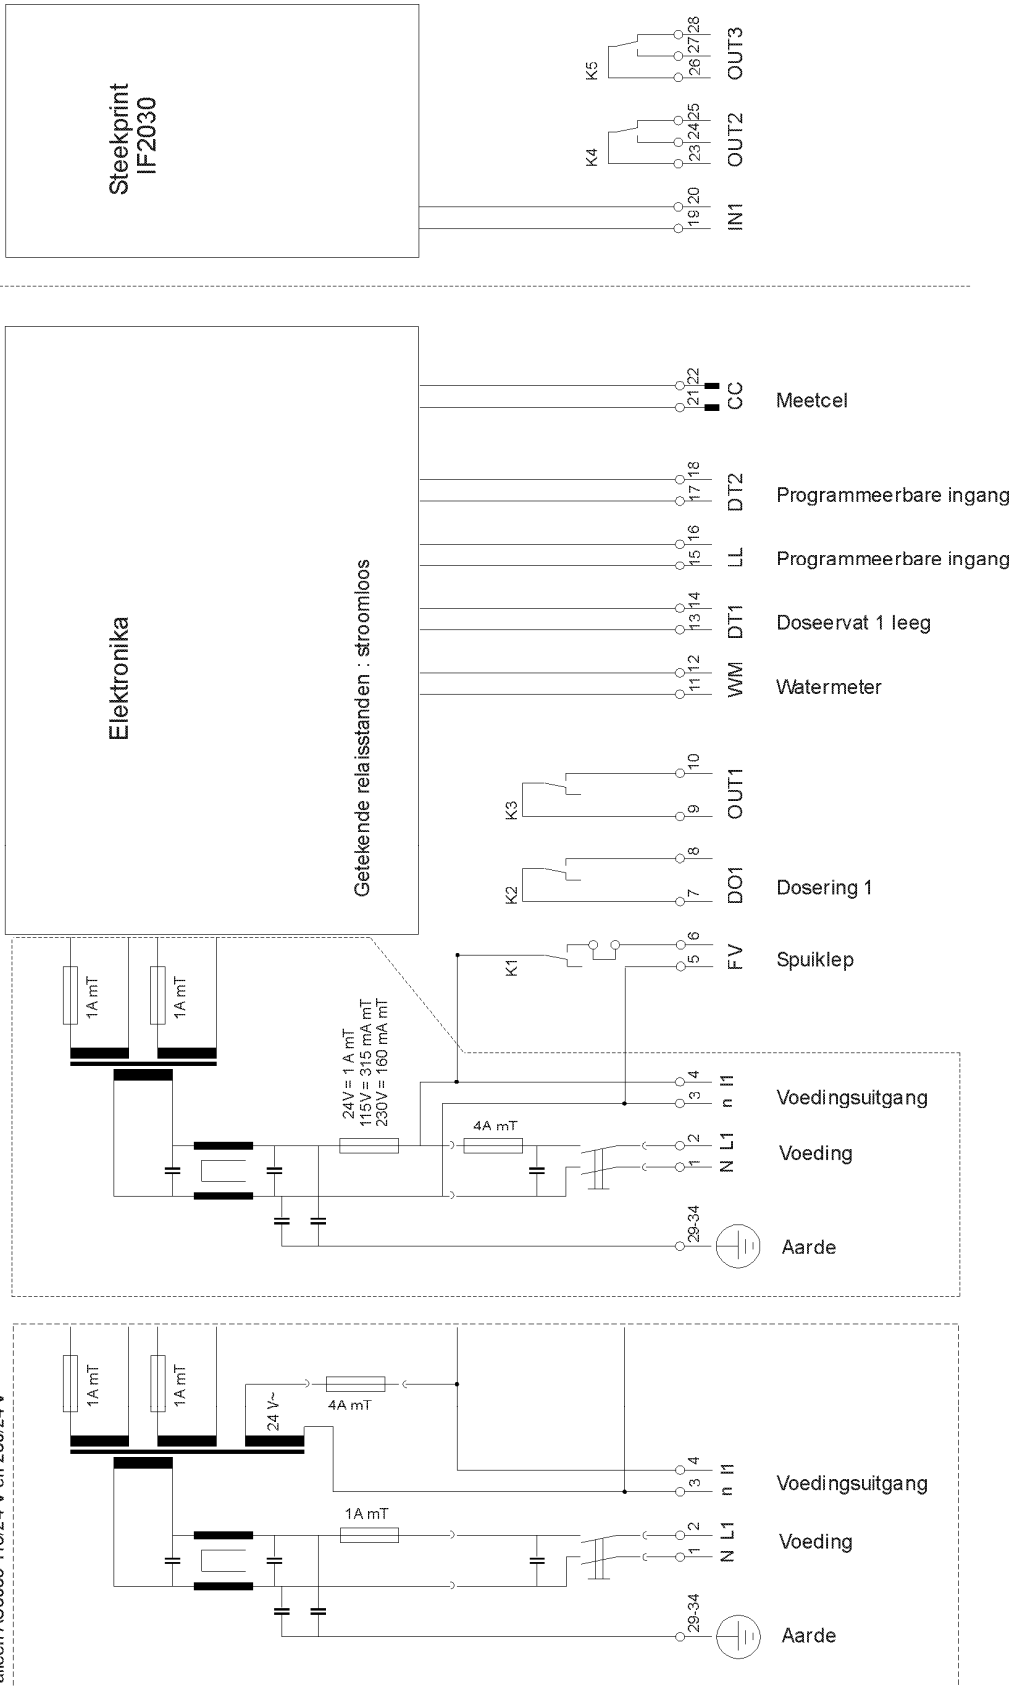 Steekprint
IF2030
K5
26 27 28
OUT3
K4
23 24 25
OUT2
19 20
IN1
Elektronika
Getekende relaisstanden : stroomloos
21 22
CC
Meetcel
17 18
DT2
Programmeerbare ingang
15 16
LL
Programmeerbare ingang
13 14
DT1
Doseervat 1 leeg
11 12
WM
Watermeter
K3
9 10
OUT1
K2
7 8
DO1
Dosering 1
K1
5 6
FV
Spuiklep
1A mT
1A mT
24V = 1 A mT
115V = 315 mA mT
230V = 160 mA mT
4A mT
3 4
n l1
Voedingsuitgang
1 2
N L1
Voeding
29-34
Aarde
1A mT
1A mT
24 V~
4A mT
1A mT
3 4
n l1
Voedingsuitgang
1 2
N L1
Voeding
29-34
Aarde